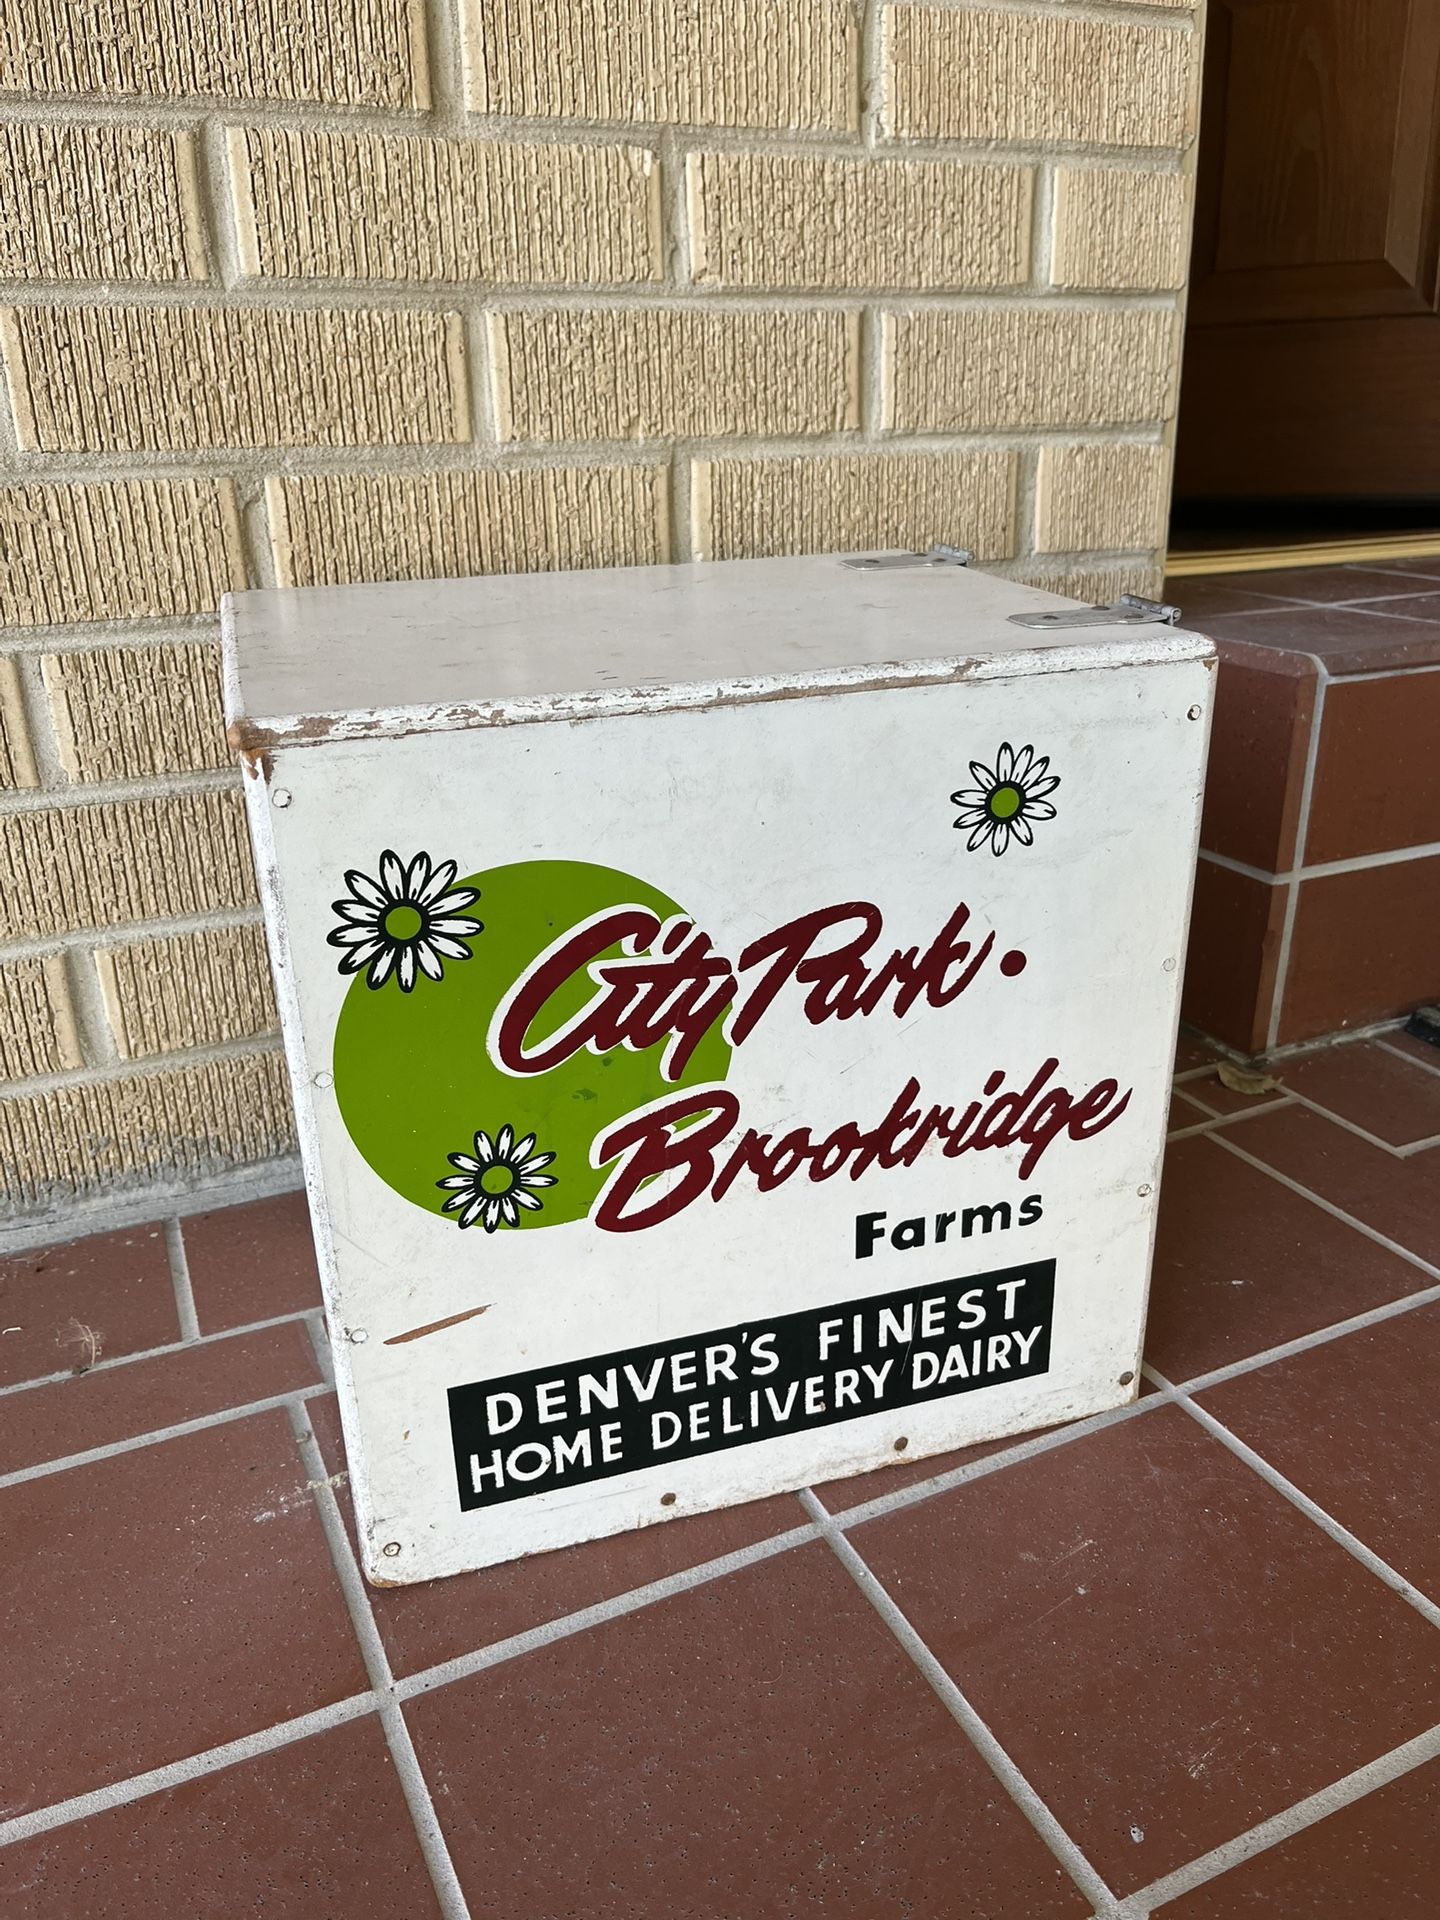 City Park •
Brookridge
Farms
DENVER'S FINEST
HOME DELIVERY DAIRY